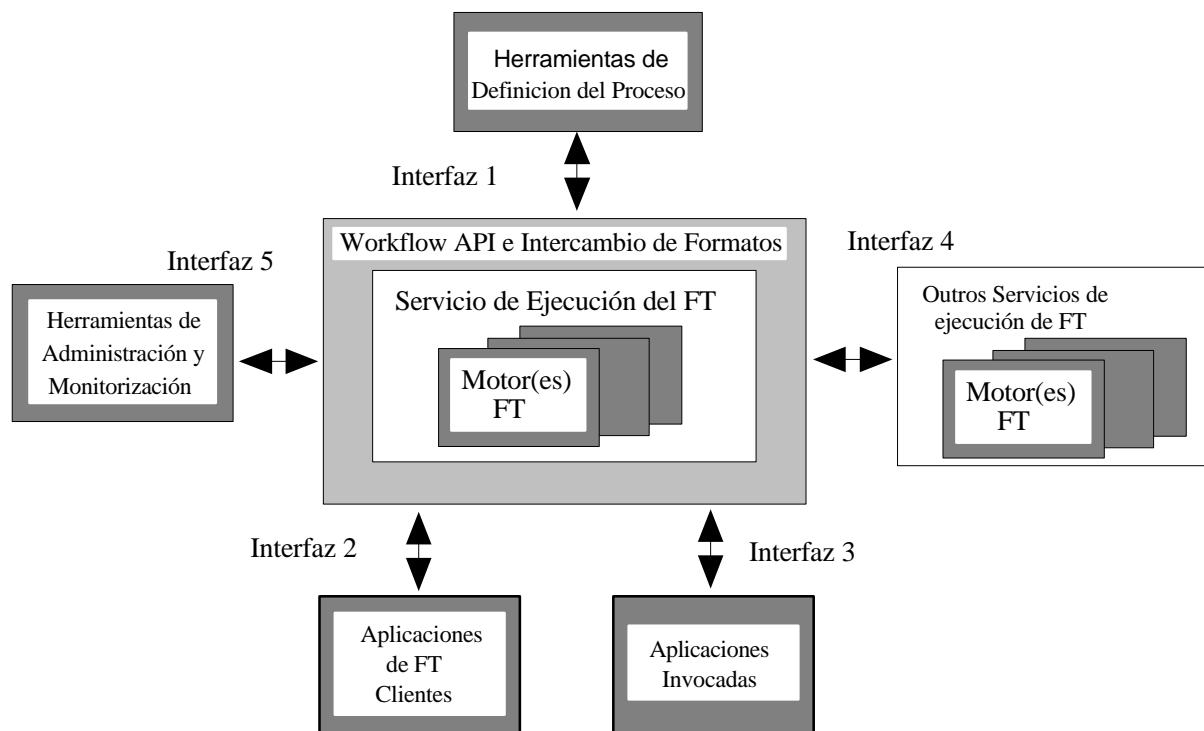 Herramientas de
Definicion del Proceso
Interfaz 1
Workflow API e Intercambio de Formatos
Interfaz 4
Interfaz 5
Servicio de Ejecución del FT
Motor(es)
FT
Herramientas de
Administración y
Monitorización
Outros Servicios de
ejecución de FT
Motor(es)
FT
Interfaz 2
Interfaz 3
Aplicaciones
de FT
Clientes
Aplicaciones
Invocadas